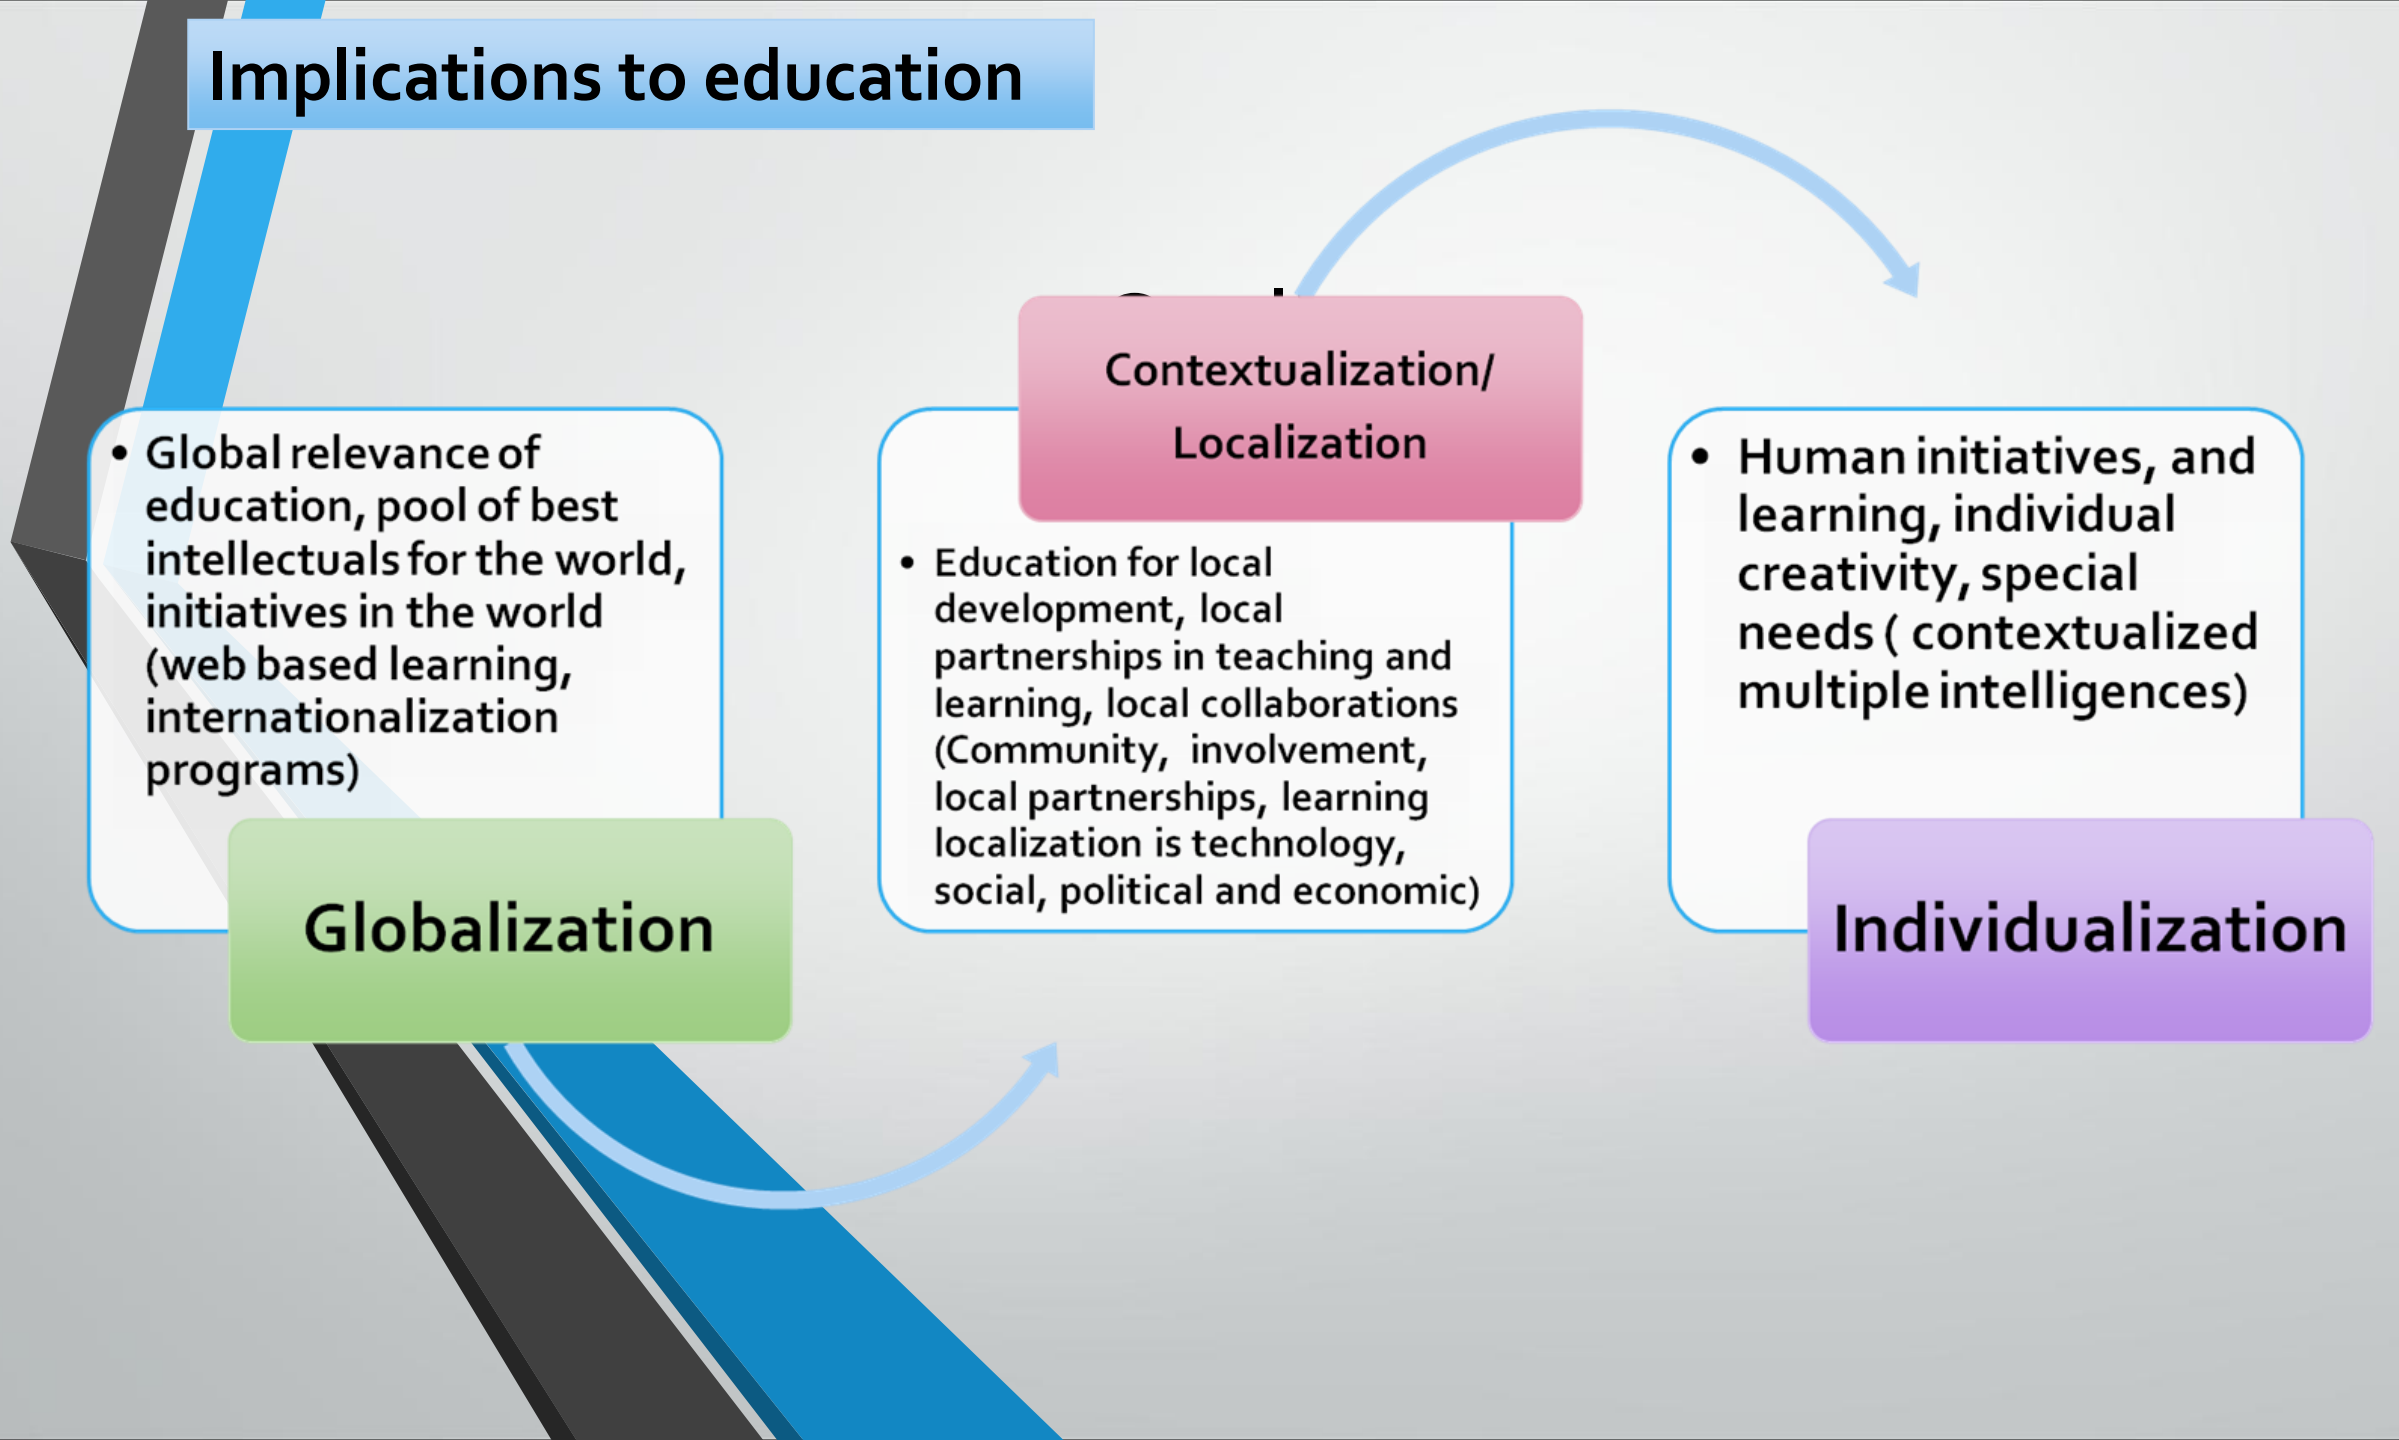 Implications to education
• Global relevance of
education, pool of best
intellectuals for the world,
initiatives in the world
(web based learning,
internationalization
programs)
Globalization
Contextualization/
Localization
• Education for local
development, local
partnerships in teaching and
learning, local collaborations
(Community, involvement,
local partnerships, learning
localization is technology,
social, political and economic)
• Human initiatives, and
learning, individual
creativity, special
needs ( contextualized
multiple intelligences)
Individualization